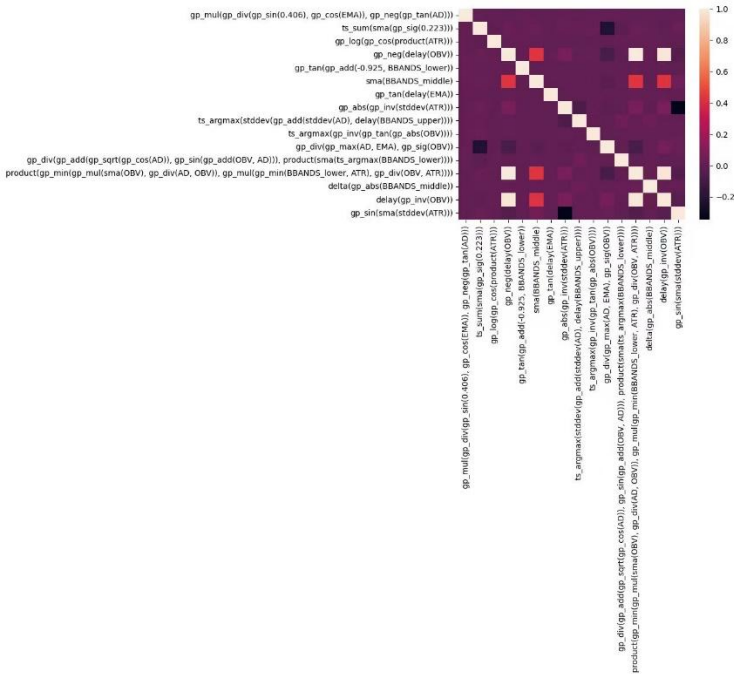 gp_mul(gp_div(gp_sin(0.406), gp_cos(EMA)), gp_neg(gp_tan(AD)))
ts_sum(sma(gp_sig(0.223)))
gp_log(gp_cos(product(ATR)))
gp_neg(delay(OBV))
gp_tan(gp_add(-0.925, BBANDS_lower))
sma(BBANDS_middle)
gp_tan(delay(EMA))
gp_abs(gp_inv(stddev(ATR)))
ts_argmax(stddev(gp_add(stddev(AD), delay(BBANDS_upper))))
ts_argmax(gp_inv(gp_tan(gp_abs(OBV))))
gp_div(gp_max(AD, EMA), gp_sig(OBV))
gp_div(gp_add(gp_sqrt(gp_cos(AD)), gp_sin(gp_add(OBV, AD))), product(sma(ts_argmax(BBANDS_lower))))
product(gp_min(gp_mul(sma(OBV), gp_div(AD, OBV)), gp_mul(gp_min(BBANDS_lower, ATR), gp_div(OBV, ATR))))
delta(gp_abs(BBANDS_middle))
delay(gp_inv(OBV))
gp_sin(sma(stddev(ATR)))
gp_mul(gp_div(gp_sin(0.406), gp_cos(EMA)), gp_neg(gp_tan(AD)))
ts_sum(sma(gp_sig(0.223)))
gp_log(gp_cos(product(ATR)))
gp_neg(delay(OBV))
gp_tan(gp_add(-0.925, BBANDS_lower))
sma(BBANDS_middle)
gp_tan(delay(EMA))
gp_abs(gp_inv(stddev(ATR)))
ts_argmax(stddev(gp_add(stddev(AD), delay(BBANDS_upper))))
ts_argmax(gp_inv(gp_tan(gp_abs(OBV))))
gp_div(gp_max(AD, EMA), gp_sig(OBV))
gp_div(gp_add(gp_sqrt(gp_cos(AD)), gp_sin(gp_add(OBV, AD))), product(sma(ts_argmax(BBANDS_lower))))
product(gp_min(gp_mul(sma(OBV), gp_div(AD, OBV)), gp_mul(gp_min(BBANDS_lower, ATR), gp_div(OBV, ATR))))
delta(gp_abs(BBANDS_middle))
delay(gp_inv(OBV))
gp_sin(sma(stddev(ATR)))
1.0
0.8
0.6
0.4
0.2
0.0
−0.2